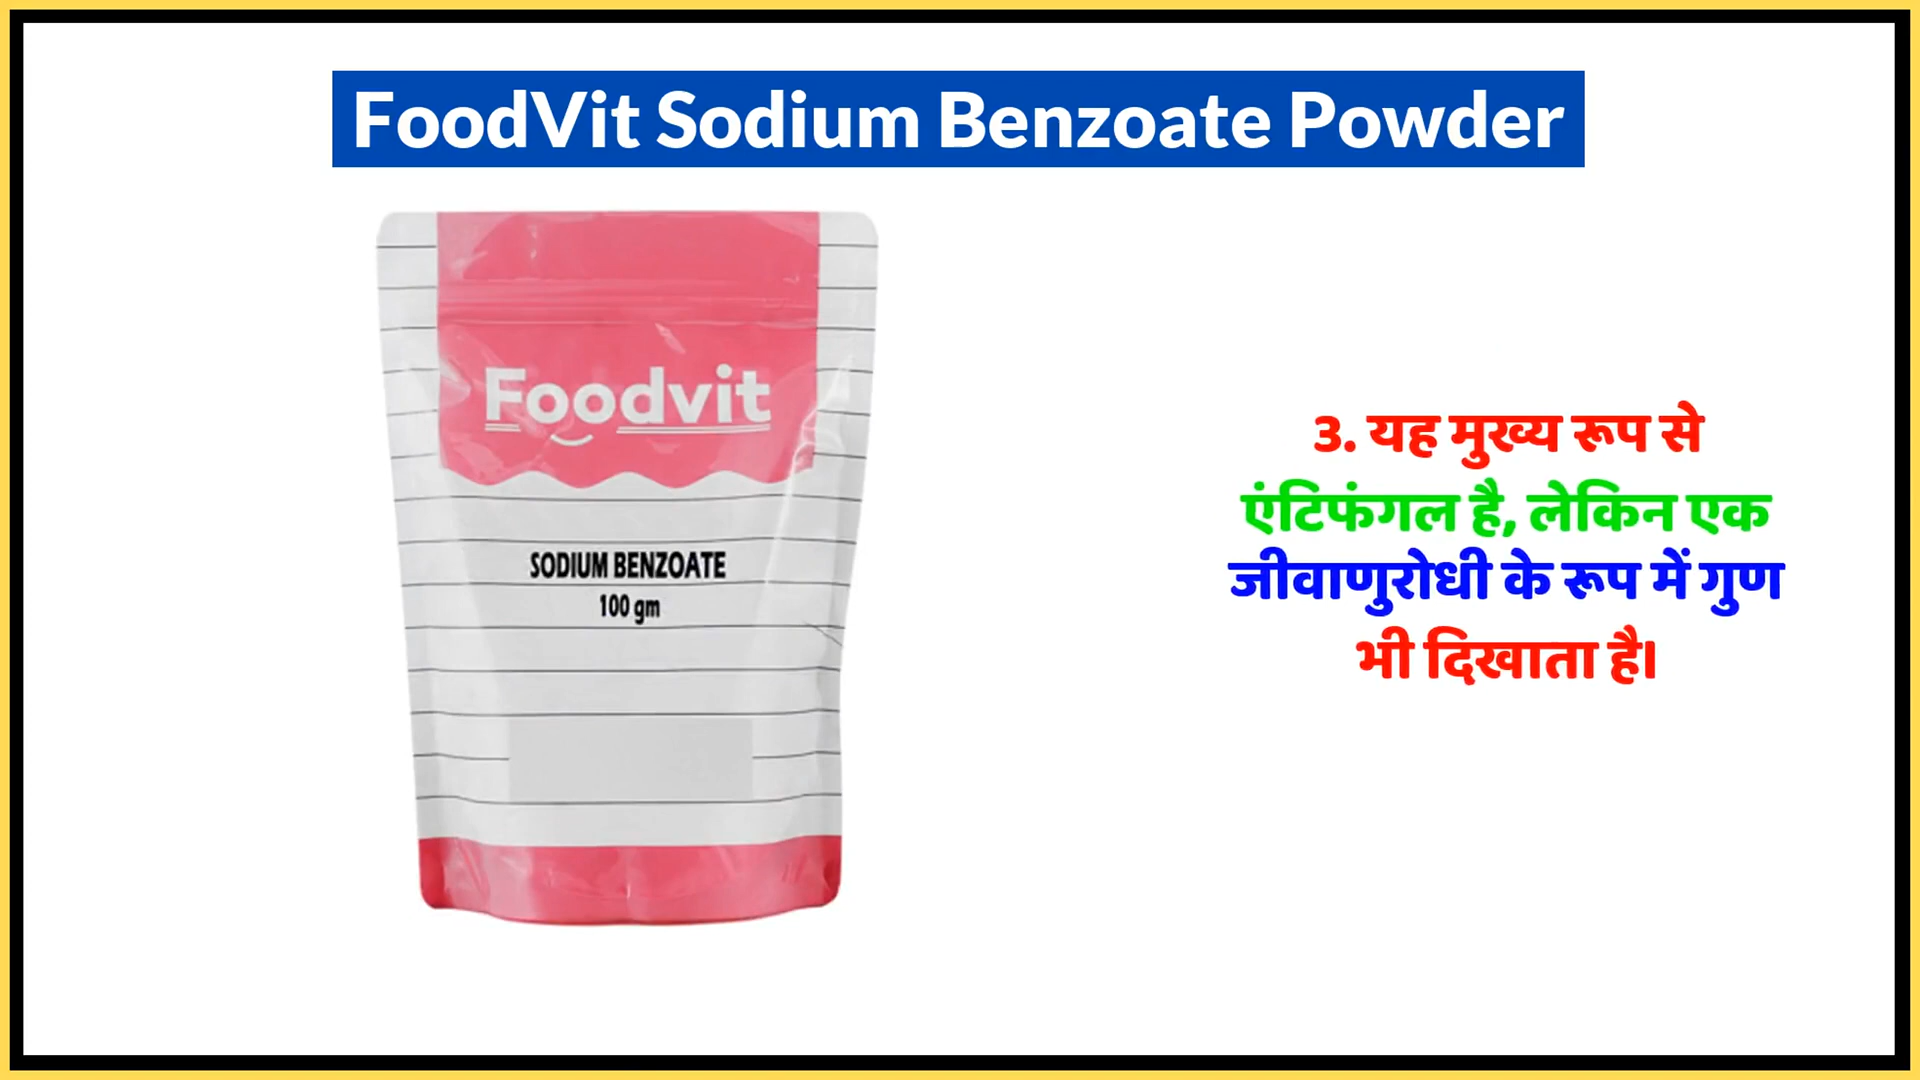 FoodVit Sodium Benzoate Powder
Foodvit
SODIUM BENZOATE
100 gm
3. यह मुख्य रूप से
एंटिफंगल है, लेकिन एक
जीवाणुरोधी के रूप में गुण
भी दिखाता है।